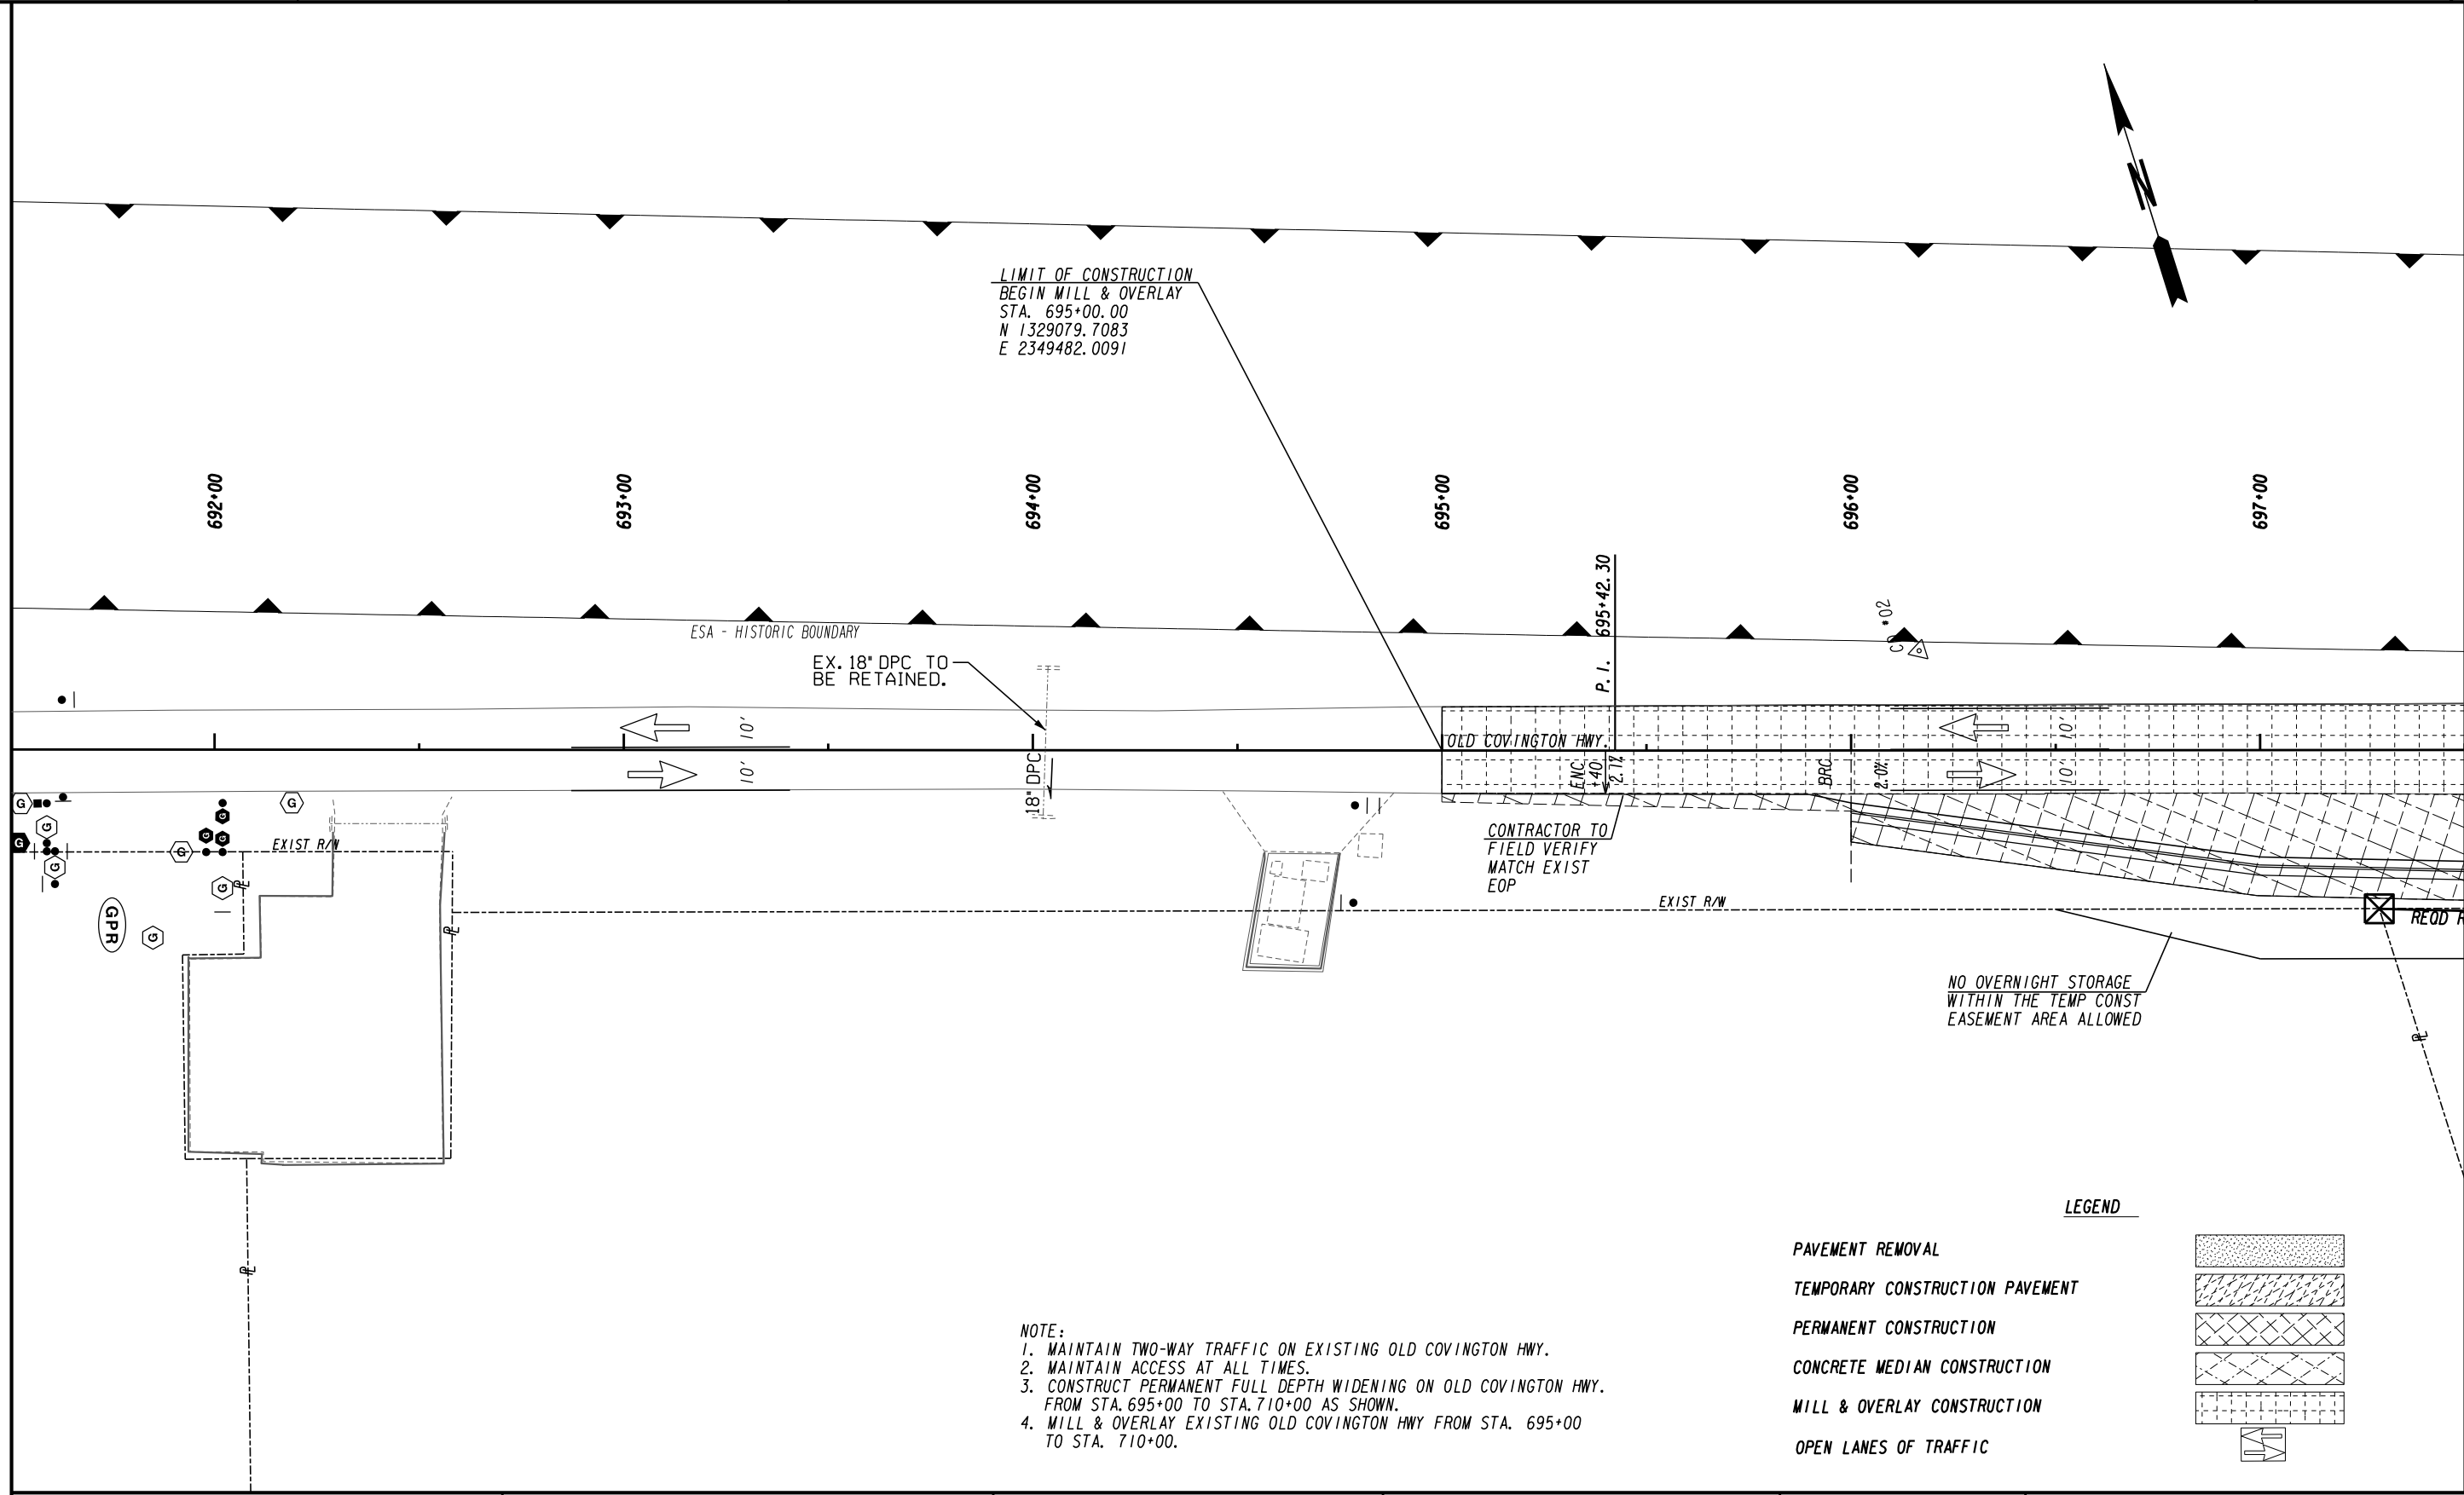 LIMIT OF CONSTRUCTION
BEGIN MILL & OVERLAY
STA. 695+00.00
N 1329079.7083
E 2349482.0091
N
692+00
693+00
694+00
695+00
696+00
697+00
ESA - HISTORIC BOUNDARY
EX. 18" DPC TO
BE RETAINED.
P. I. 695+42.30
10'
10'
18" DPC
OLD COVINGTON HWY.
ENC
+40
2.1%
BRC
2.0%
10'
10'
CONTRACTOR TO
FIELD VERIFY
MATCH EXIST
EOP
G
G
G
G
G
G
G
G
G
G
G
G
EXIST R/W
GPR
PL
PL
PL
PL
EXIST R/W
REQD
NO OVERNIGHT STORAGE
WITHIN THE TEMP CONST
EASEMENT AREA ALLOWED
NOTE:
1. MAINTAIN TWO-WAY TRAFFIC ON EXISTING OLD COVINGTON HWY.
2. MAINTAIN ACCESS AT ALL TIMES.
3. CONSTRUCT PERMANENT FULL DEPTH WIDENING ON OLD COVINGTON HWY.
FROM STA. 695+00 TO STA. 710+00 AS SHOWN.
4. MILL & OVERLAY EXISTING OLD COVINGTON HWY FROM STA. 695+00
TO STA. 710+00.
LEGEND
PAVEMENT REMOVAL
TEMPORARY CONSTRUCTION PAVEMENT
PERMANENT CONSTRUCTION
CONCRETE MEDIAN CONSTRUCTION
MILL & OVERLAY CONSTRUCTION
OPEN LANES OF TRAFFIC